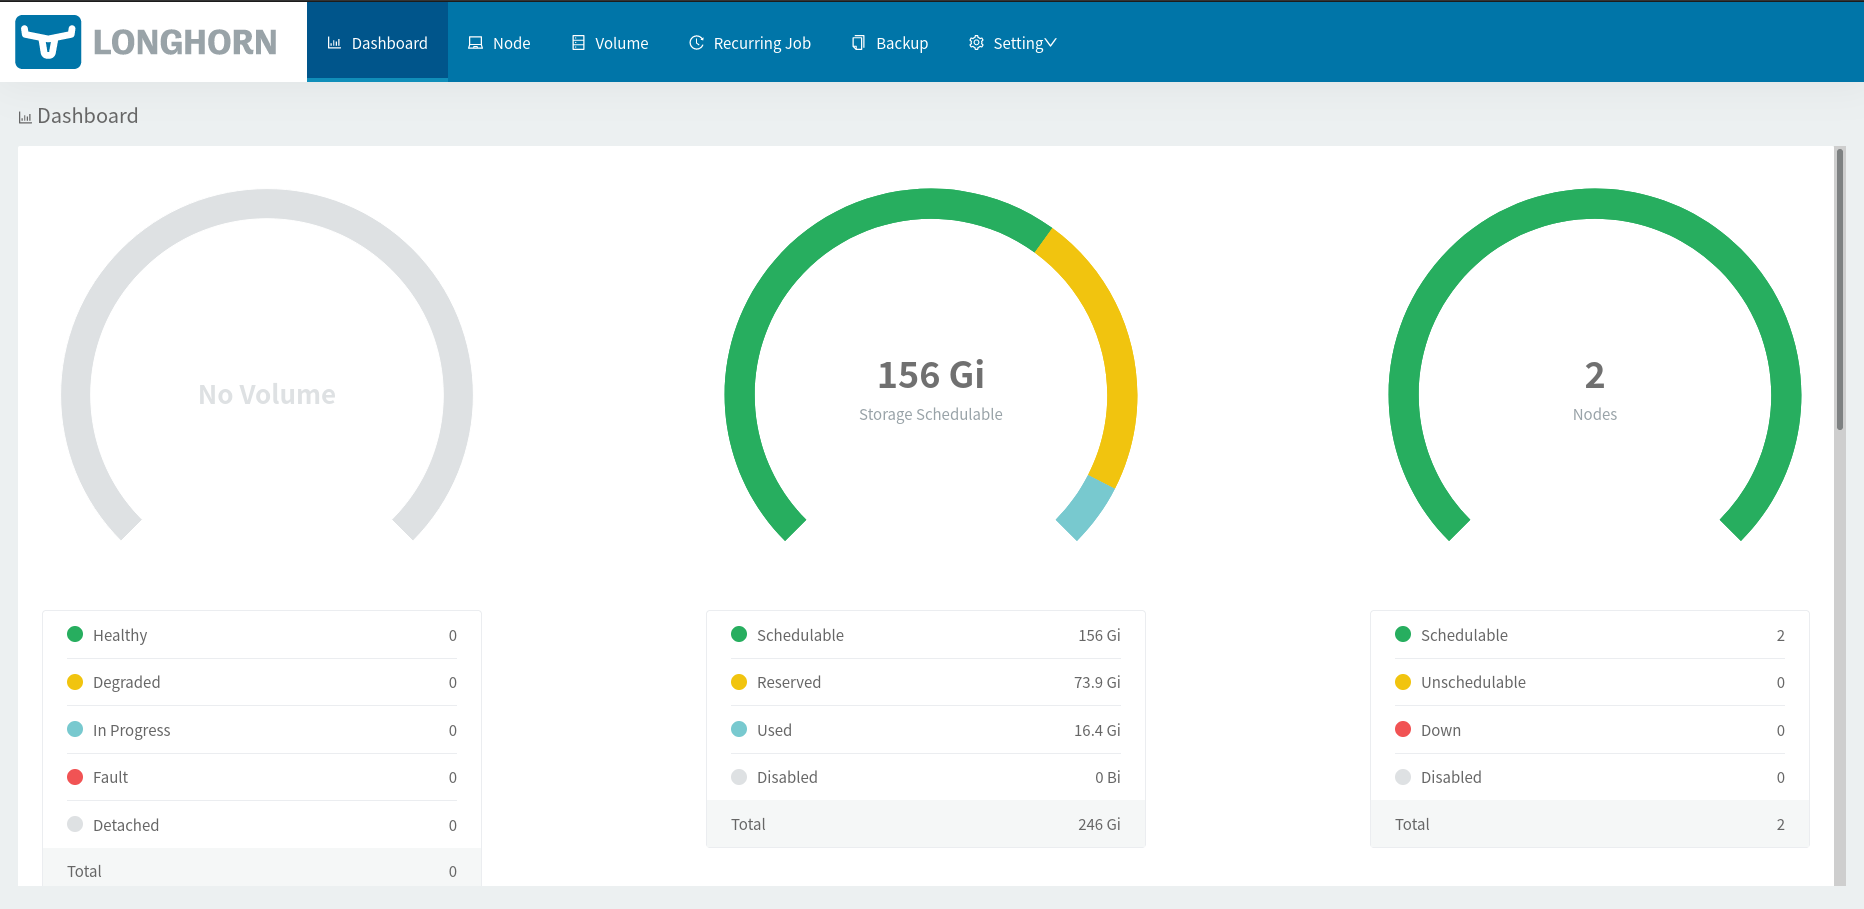 LONGHORN
Dashboard Node Volume Recurring Job Backup Setting
Dashboard
No Volume
156 Gi
Storage Schedulable
2
Nodes
Healthy 0
Degraded 0
In Progress 0
Fault 0
Detached 0
Total 0
Schedulable 156 Gi
Reserved 73.9 Gi
Used 16.4 Gi
Disabled 0 Bi
Total 246 Gi
Schedulable 2
Unschedulable 0
Down 0
Disabled 0
Total 2